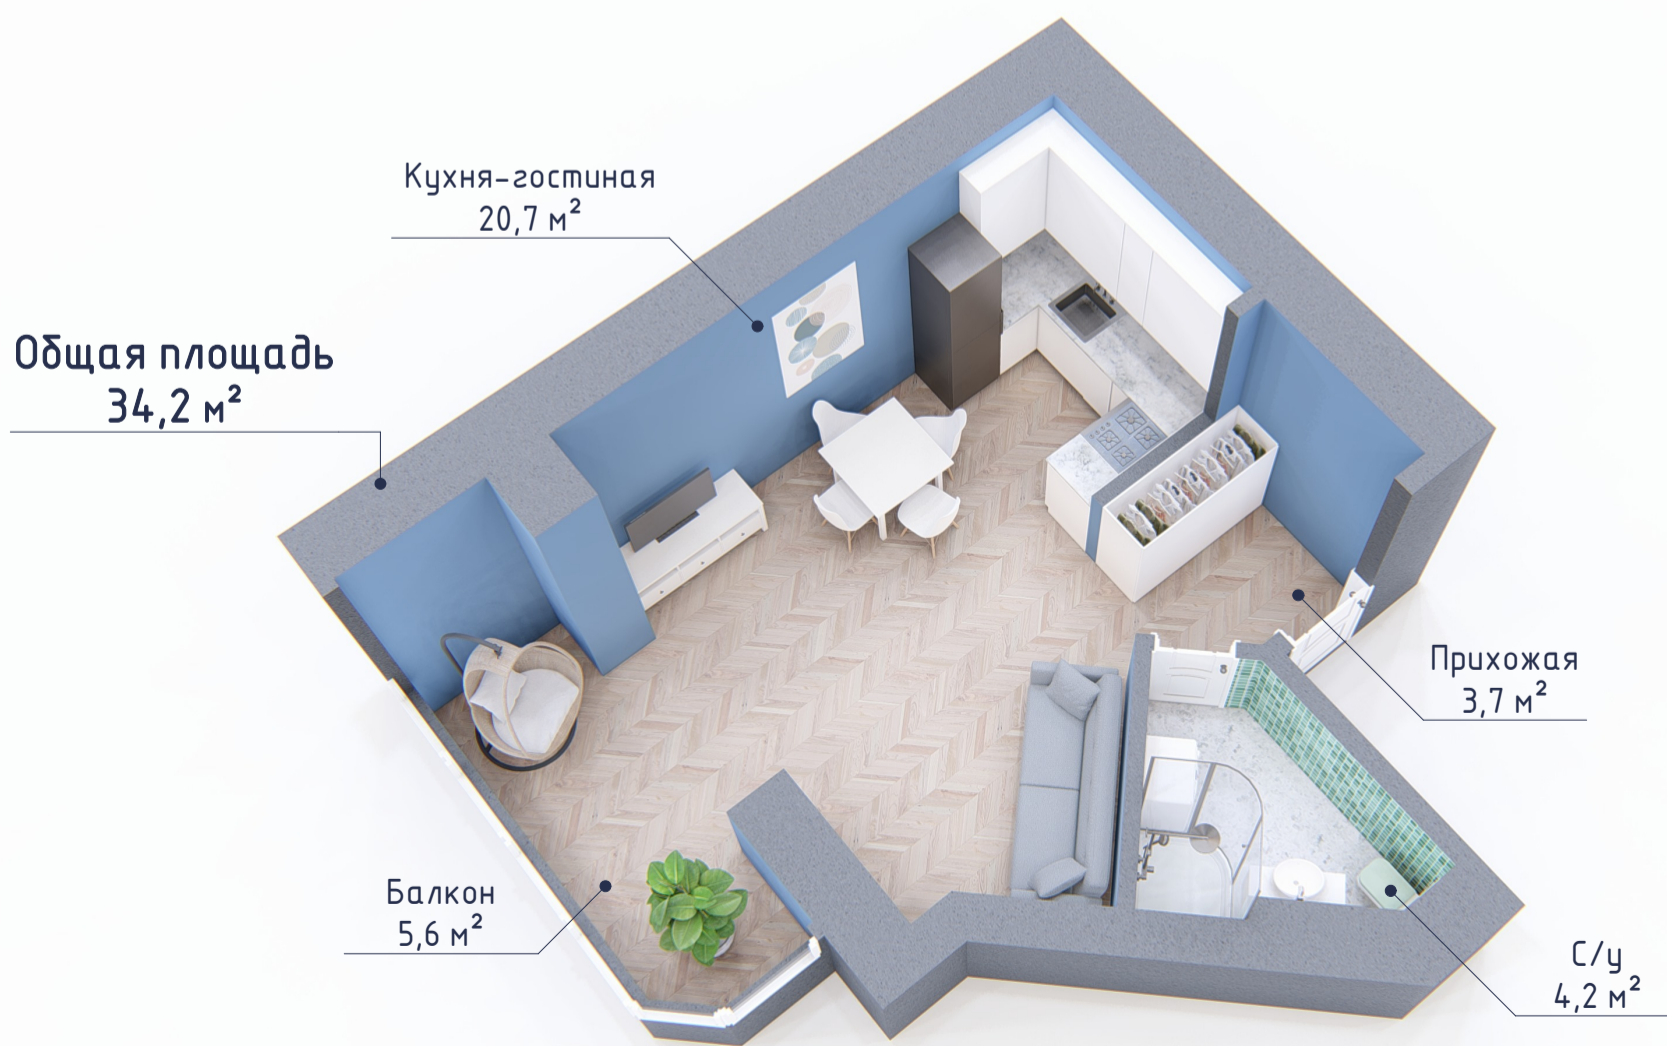 Кухня-гостиная
20,7 м²
Общая площадь
34,2 м²
Прихожая
3,7 м²
Балкон
5,6 м²
С/у
4,2 м²